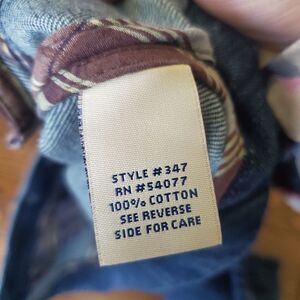 STYLE #347
RN #54077
100% COTTON
SEE REVERSE
SIDE FOR CARE